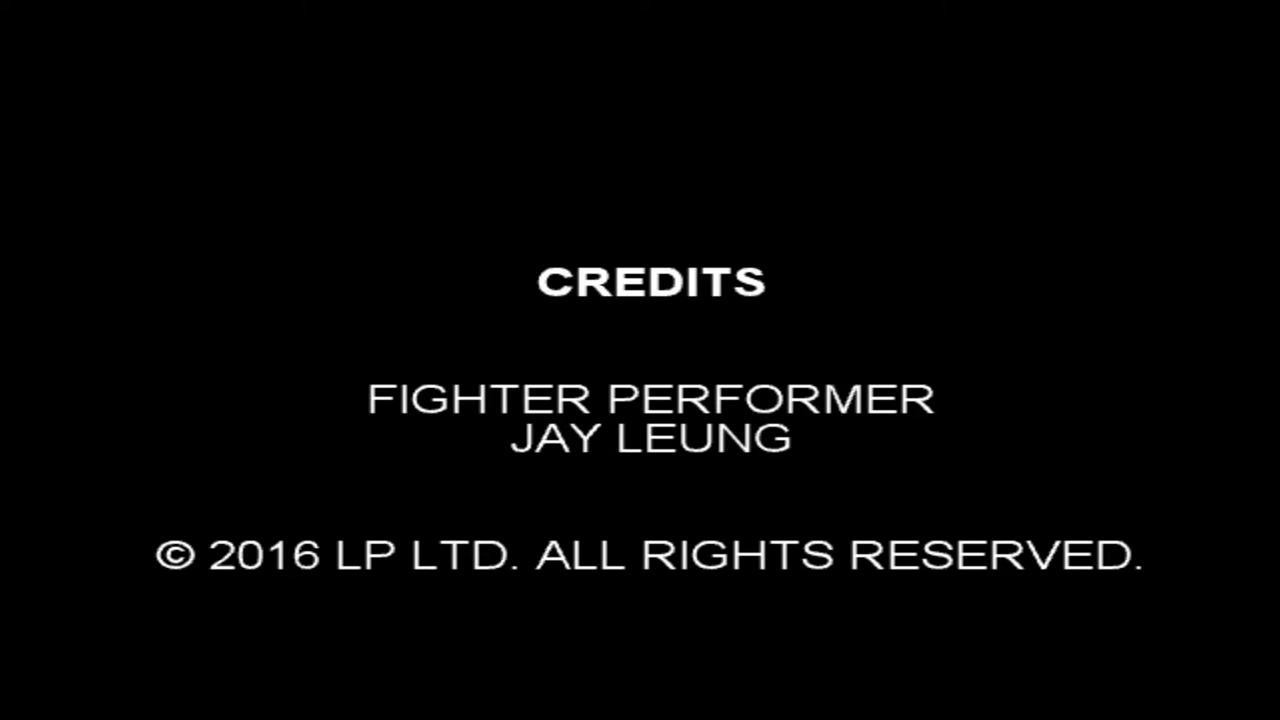 CREDITS
FIGHTER PERFORMER
JAY LEUNG
© 2016 LP LTD. ALL RIGHTS RESERVED.